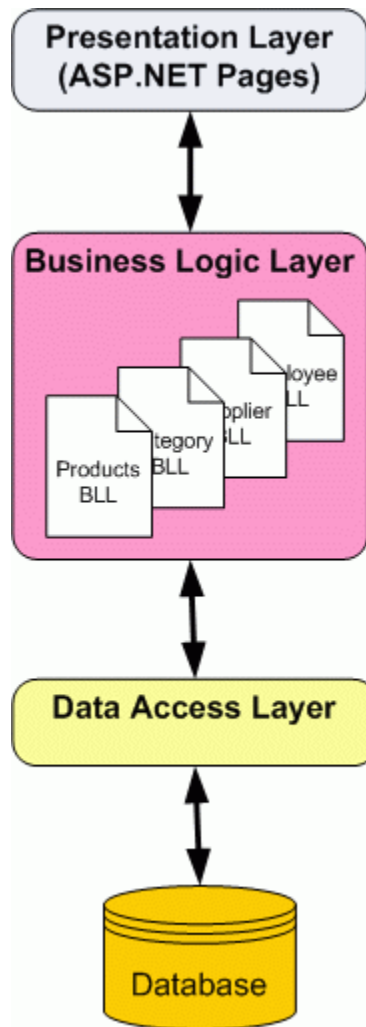 Presentation Layer
(ASP.NET Pages)
Business Logic Layer
loyee
LL
pplier
BLL
tegory
BLL
Products
BLL
Data Access Layer
Database